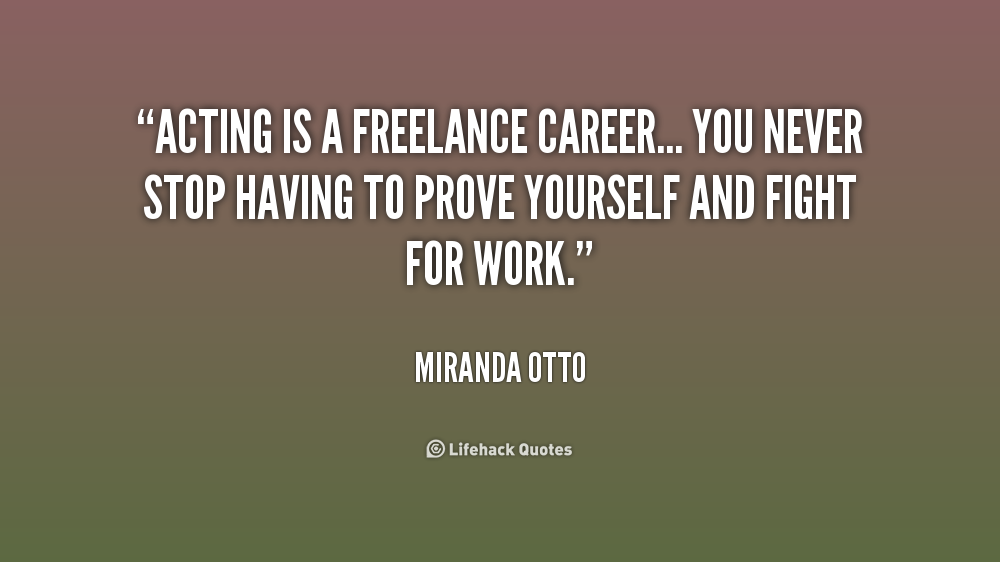 “ACTING IS A FREELANCE CAREER... YOU NEVER
STOP HAVING TO PROVE YOURSELF AND FIGHT
FOR WORK.”
MIRANDA OTTO
Lifehack Quotes